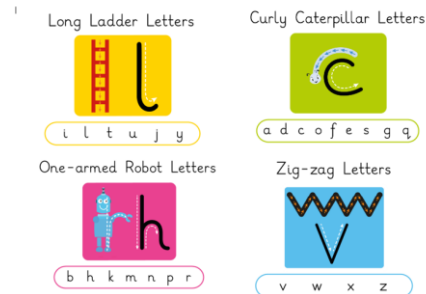 Long Ladder Letters
l
i l t u j y
Curly Caterpillar Letters
c
a d c o f e s g q
One-armed Robot Letters
h
b h k m n p r
Zig-zag Letters
v
v w x z